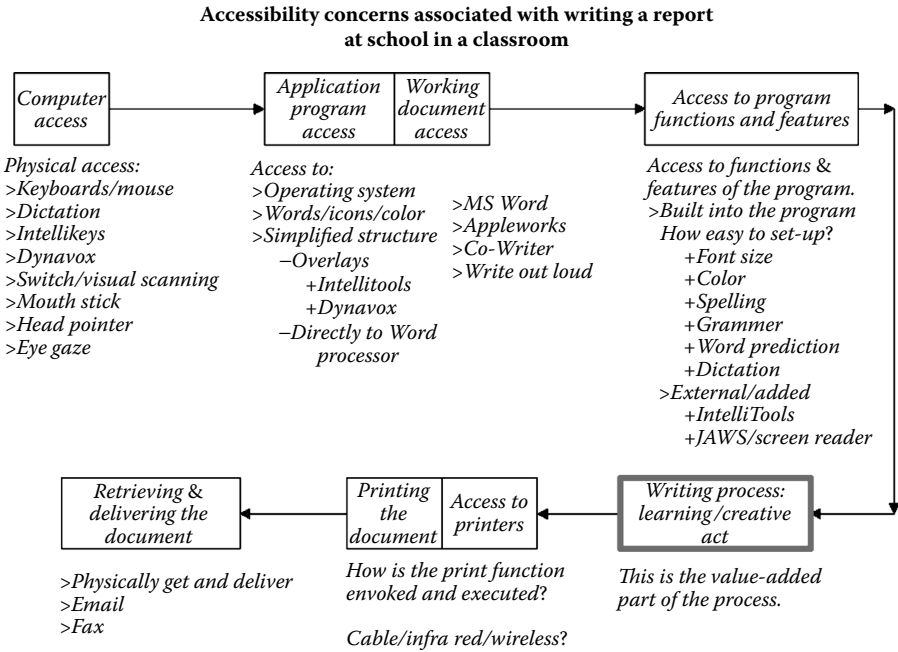 Accessibility concerns associated with writing a report
at school in a classroom
Computer
access
Physical access:
>Keyboards/mouse
>Dictation
>Intellikeys
>Dynavox
>Switch/visual scanning
>Mouth stick
>Head pointer
>Eye gaze
Application
program
access
Working
document
access
Access to:
>Operating system
>Words/icons/color
>Simplified structure
–Overlays
+Intellitools
+Dynavox
–Directly to Word
processor
>MS Word
>Appleworks
>Co-Writer
>Write out loud
Access to program
functions and features
Access to functions &
features of the program.
>Built into the program
How easy to set-up?
+Font size
+Color
+Spelling
+Grammer
+Word prediction
+Dictation
>External/added
+IntelliTools
+JAWS/screen reader
Writing process:
learning/creative
act
This is the value-added
part of the process.
Printing
the
document
Access to
printers
How is the print function
envoked and executed?
Cable/infra red/wireless?
Retrieving &
delivering the
document
>Physically get and deliver
>Email
>Fax